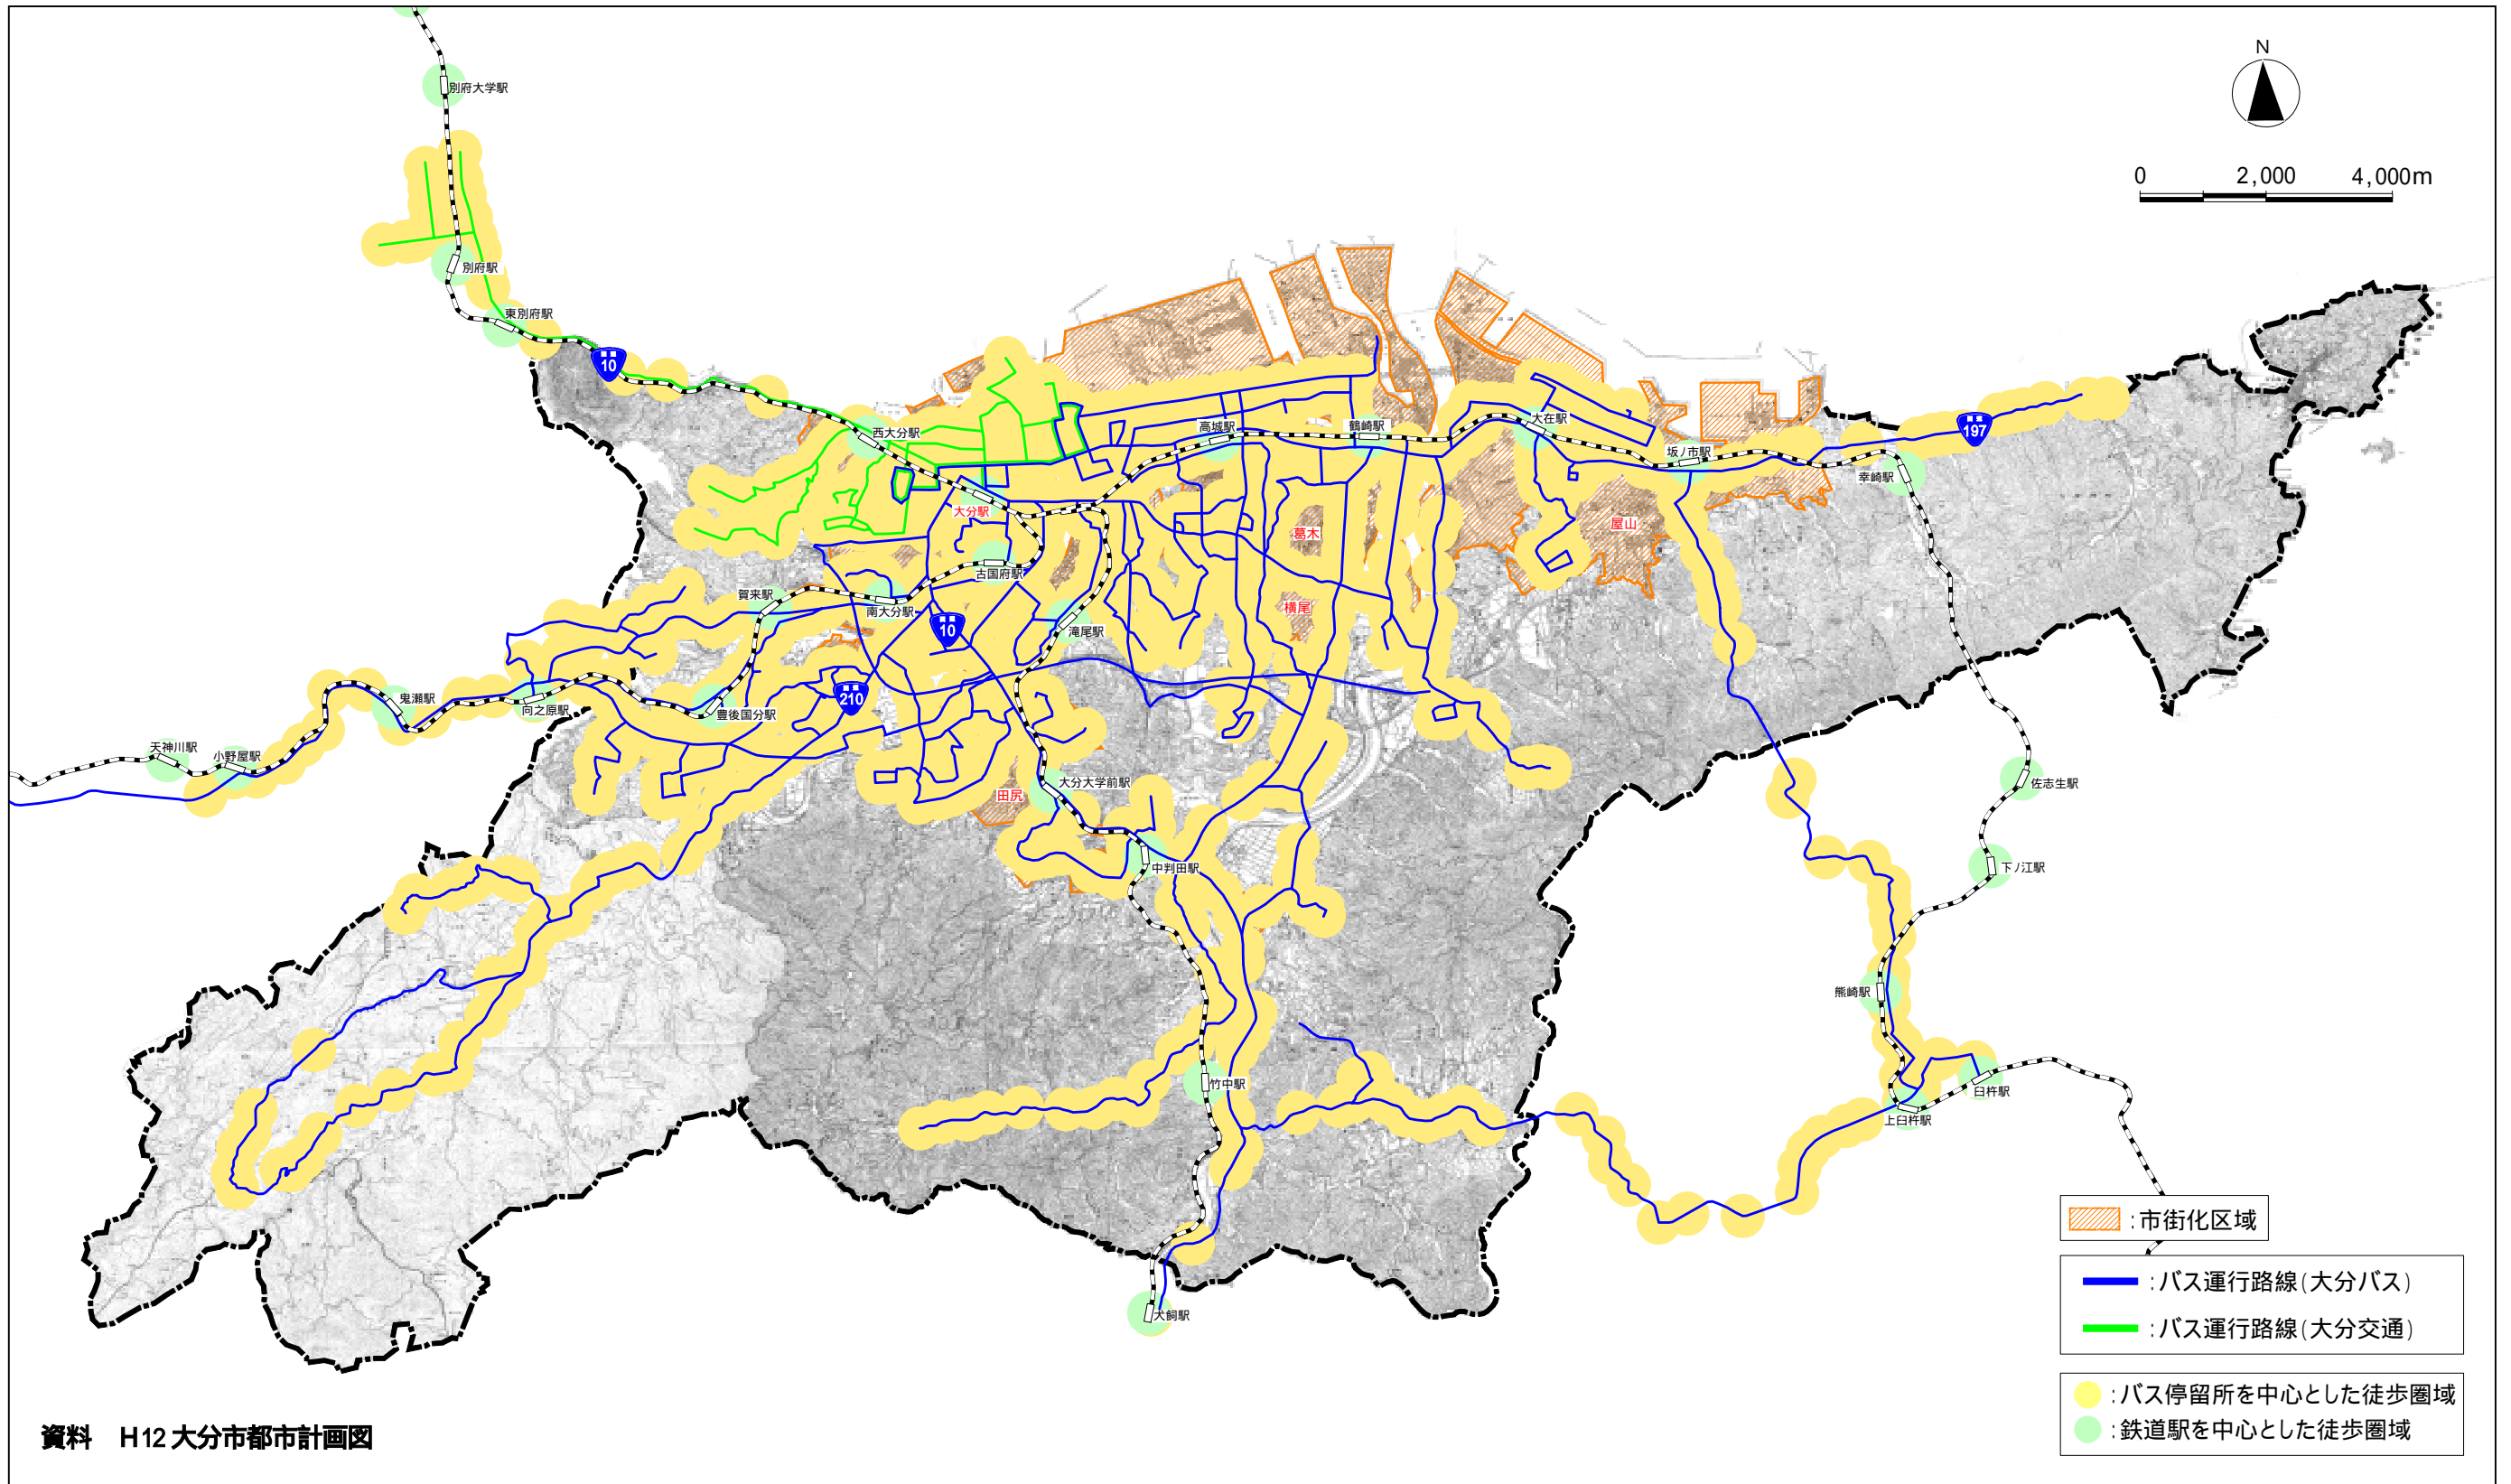 N
0 2,000 4,000m
別府大学駅
別府駅
東別府駅
国道
10
西大分駅
高城駅
鶴崎駅
大在駅
坂ノ市駅
国道
197
幸崎駅
大分駅
葛木
屋山
古国府駅
賀来駅
南大分駅
横尾
国道
10
滝尾駅
鬼瀬駅
向之原駅
豊後国分駅
国道
210
天神川駅
小野屋駅
大分大学前駅
田尻
佐志生駅
中判田駅
下ノ江駅
熊崎駅
竹中駅
臼杵駅
上臼杵駅
犬飼駅
:市街化区域
:バス運行路線(大分バス)
:バス運行路線(大分交通)
:バス停留所を中心とした徒歩圏域
:鉄道駅を中心とした徒歩圏域
資料 H12 大分市都市計画図